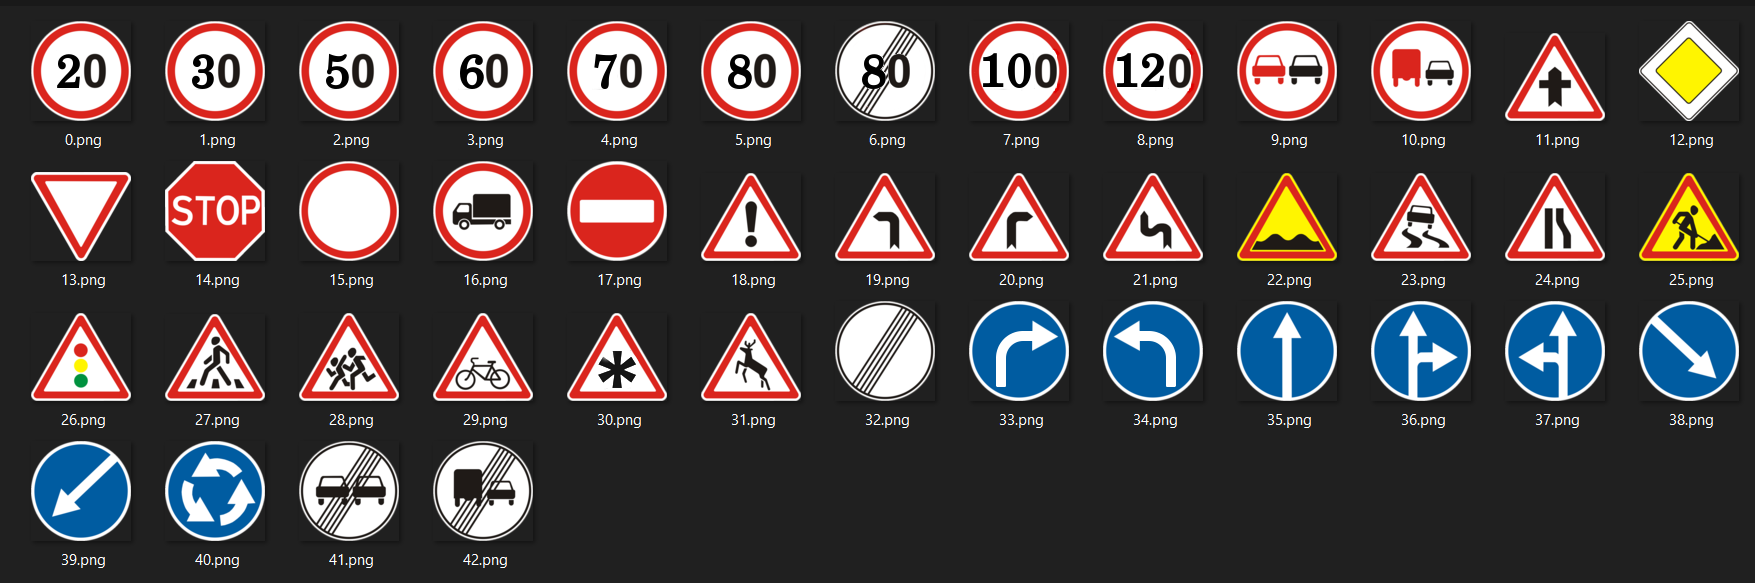 20 30 50 60 70 80 80 100 120
0.png 1.png 2.png 3.png 4.png 5.png 6.png 7.png 8.png 9.png 10.png 11.png 12.png
STOP
13.png 14.png 15.png 16.png 17.png 18.png 19.png 20.png 21.png 22.png 23.png 24.png 25.png
26.png 27.png 28.png 29.png 30.png 31.png 32.png 33.png 34.png 35.png 36.png 37.png 38.png
39.png 40.png 41.png 42.png